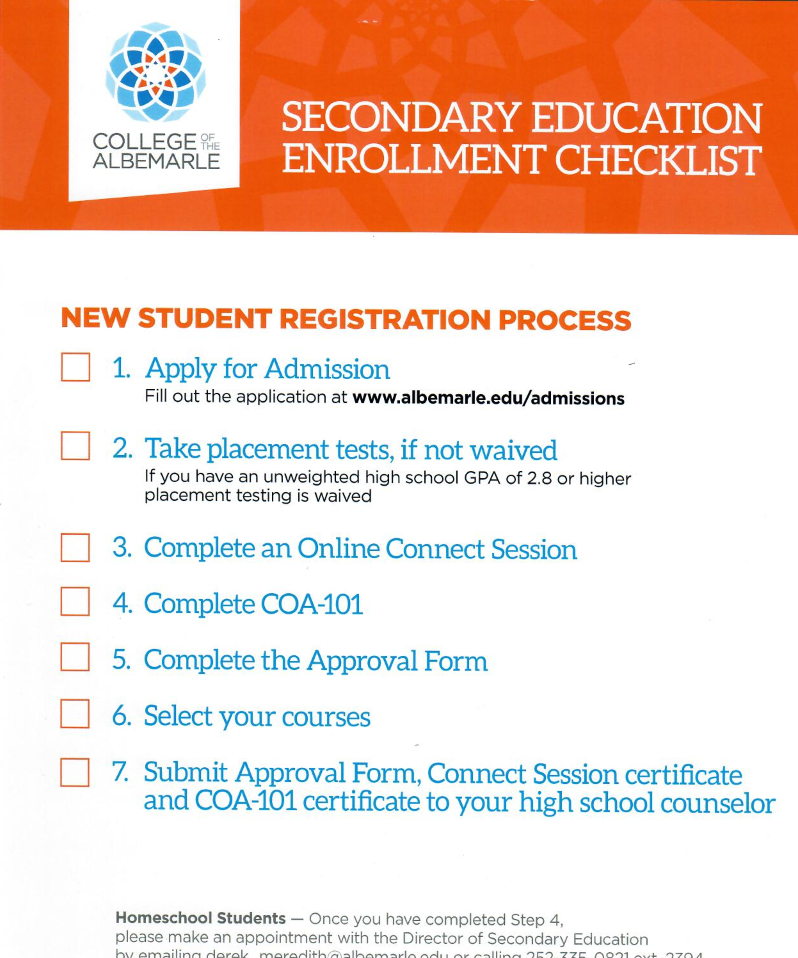 COLLEGE OF THE
ALBEMARLE
SECONDARY EDUCATION
ENROLLMENT CHECKLIST
NEW STUDENT REGISTRATION PROCESS
1. Apply for Admission
Fill out the application at www.albemarle.edu/admissions
2. Take placement tests, if not waived
If you have an unweighted high school GPA of 2.8 or higher
placement testing is waived
3. Complete an Online Connect Session
4. Complete COA-101
5. Complete the Approval Form
6. Select your courses
7. Submit Approval Form, Connect Session certificate
and COA-101 certificate to your high school counselor
Homeschool Students — Once you have completed Step 4,
please make an appointment with the Director of Secondary Education
by emailing derek_meredith@albemarle.edu or calling 252-335-0821 ext. 2394